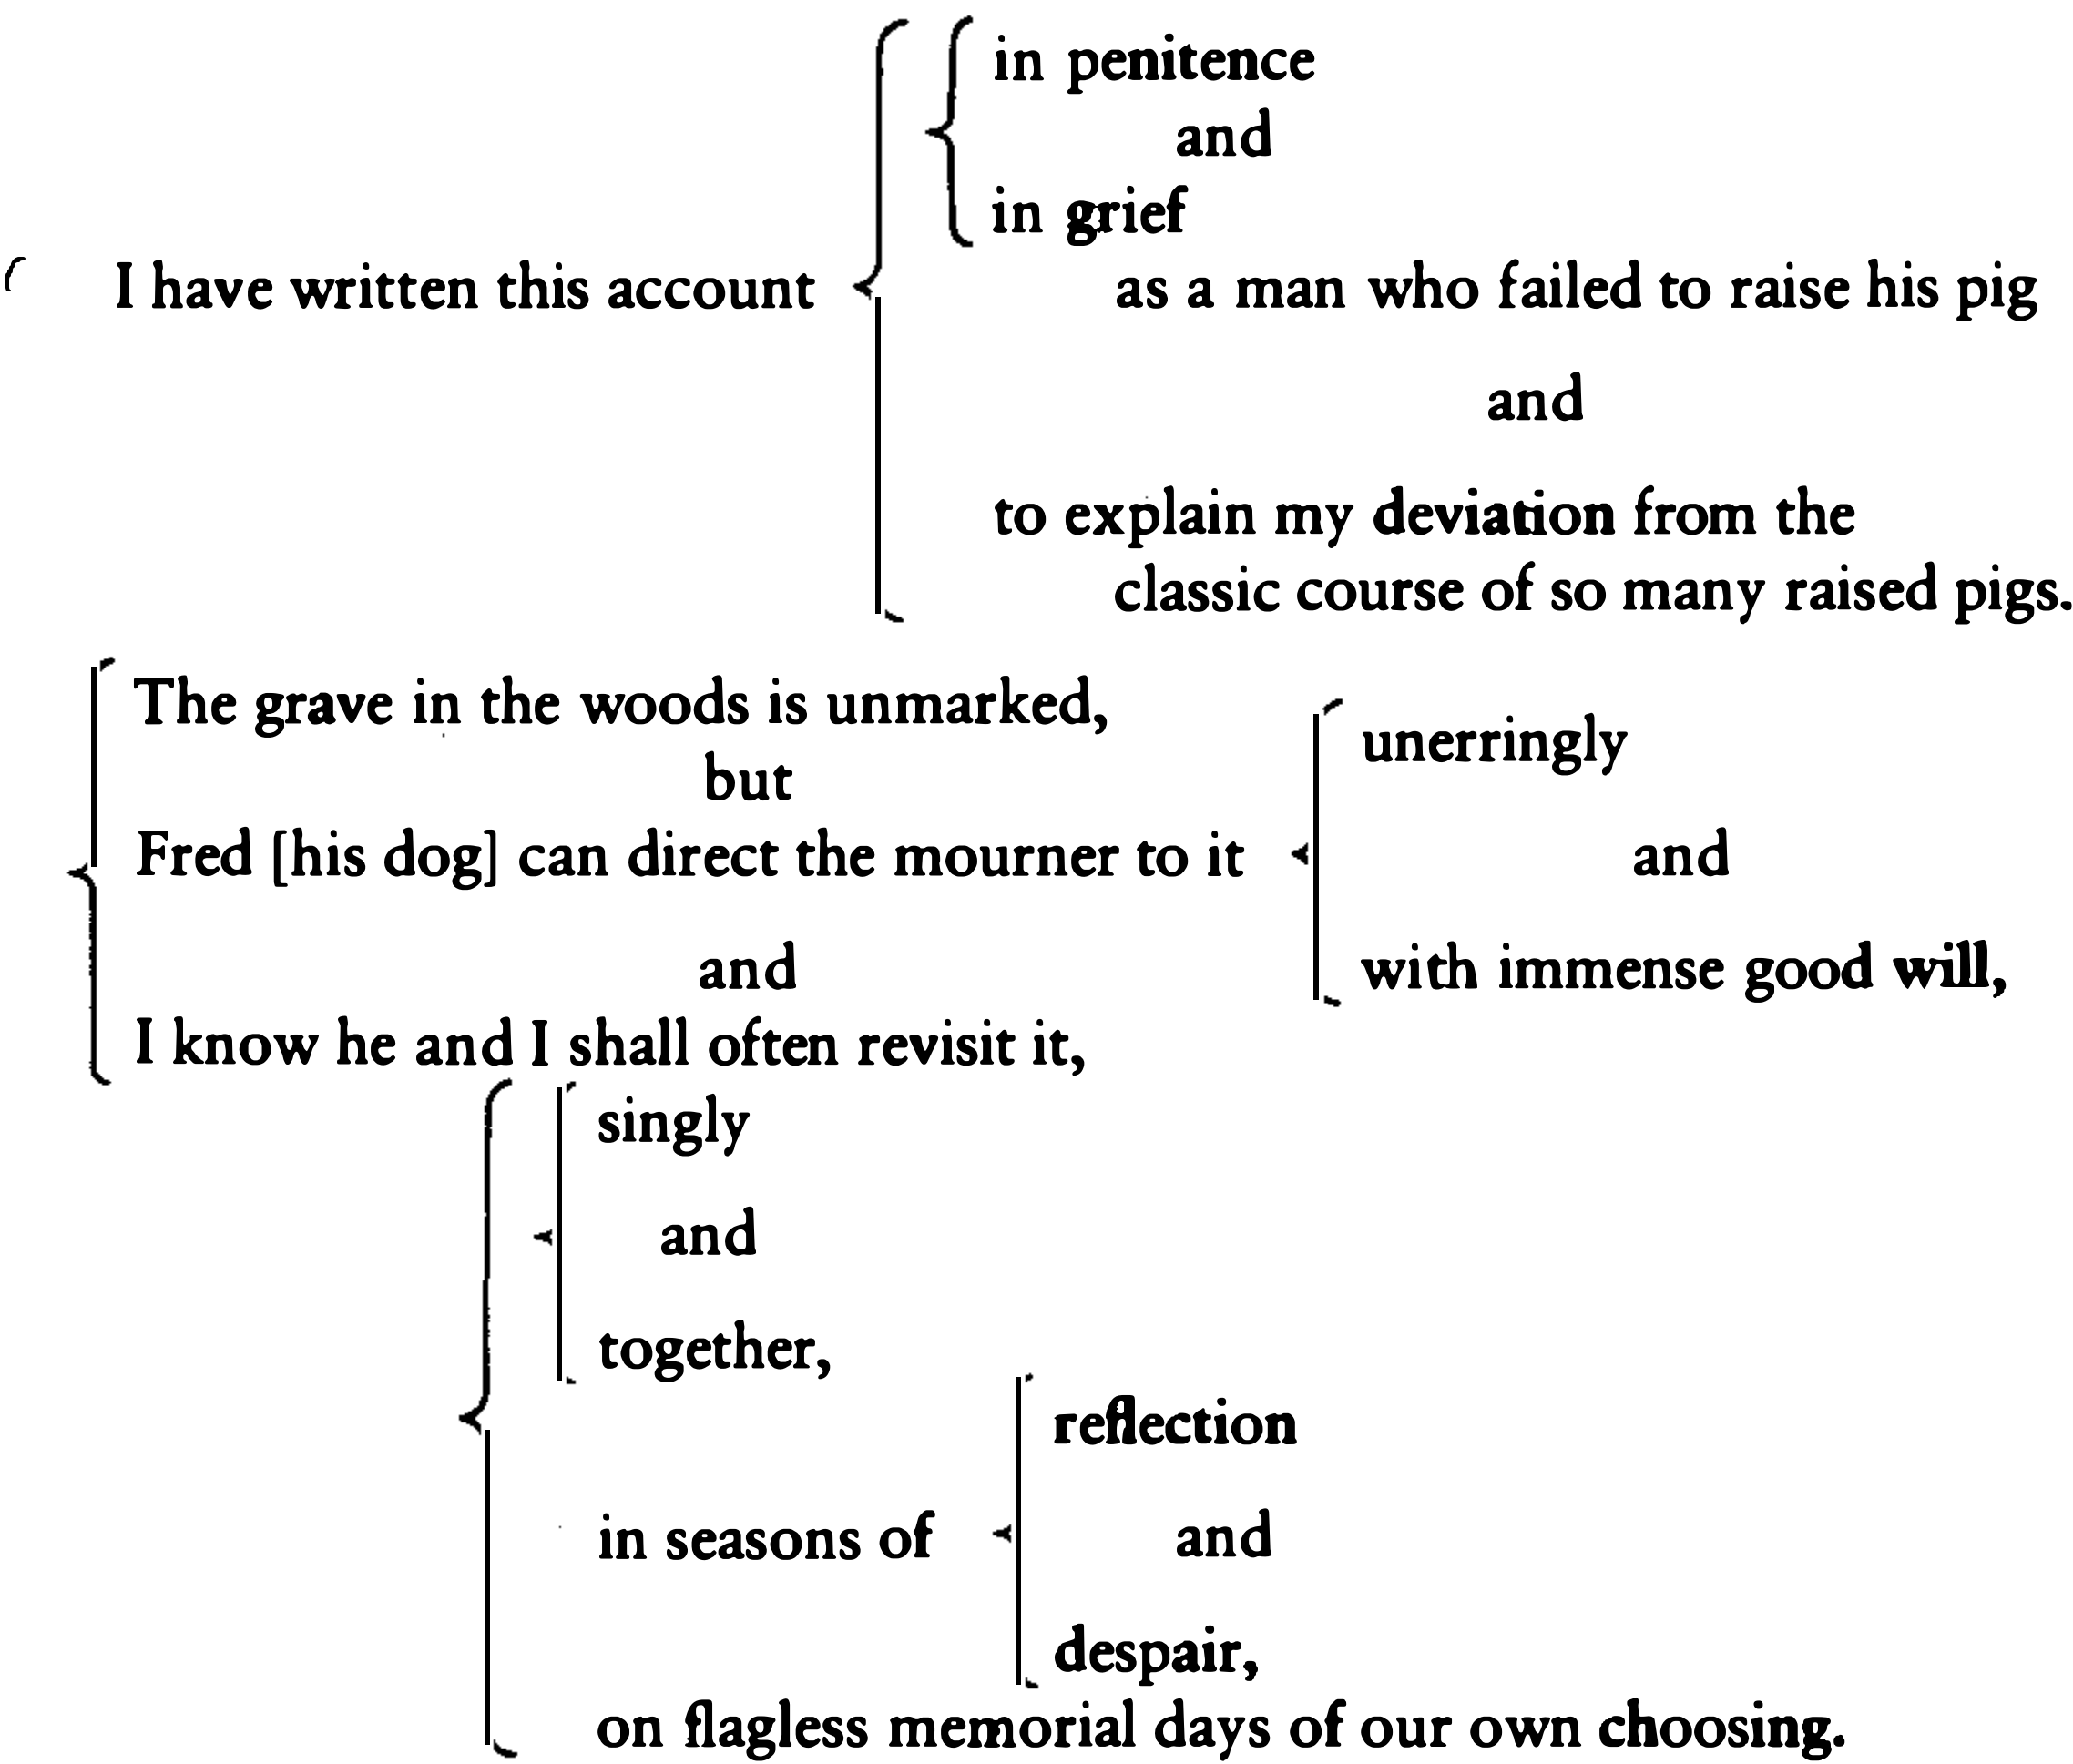 in penitence
and
in grief
I have written this account
as a man who failed to raise his pig
and
to explain my deviation from the
classic course of so many raised pigs.
The grave in the woods is unmarked,
but
Fred [his dog] can direct the mourner to it
unerringly
and
with immense good will,
and
I know he and I shall often revisit it,
singly
and
together,
in seasons of
reflection
and
despair,
on flagless memorial days of our own choosing.